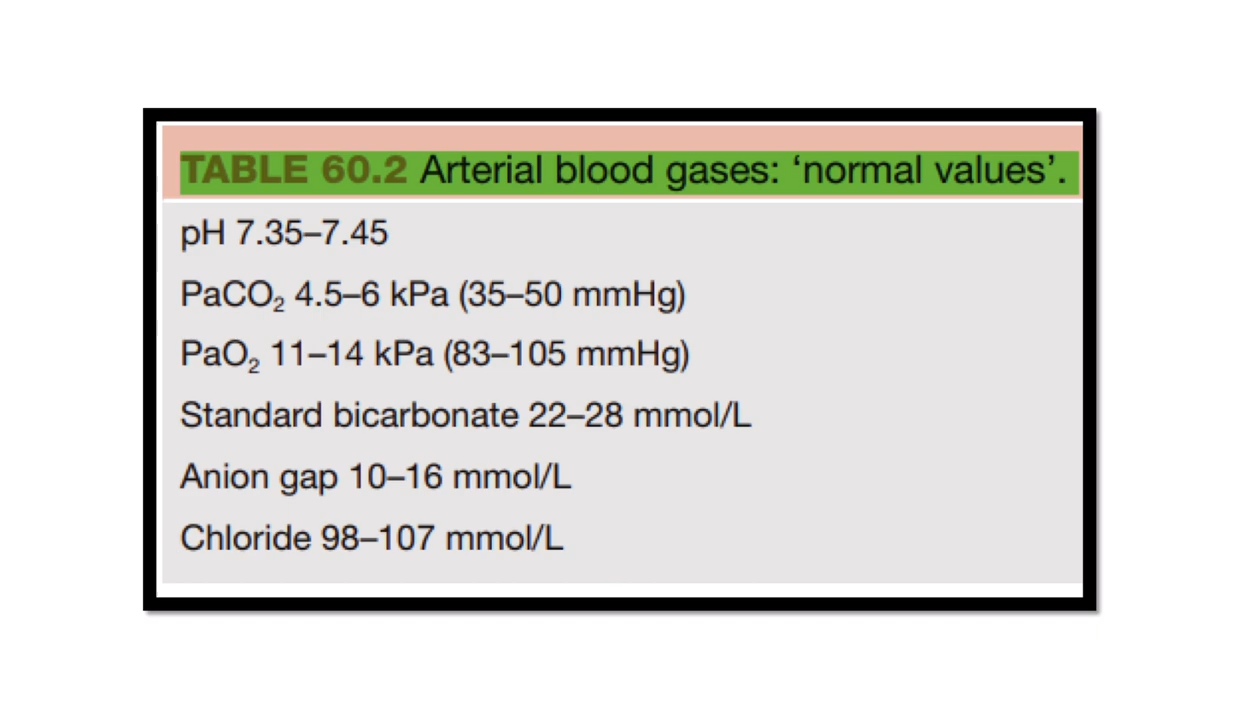 TABLE 60.2 Arterial blood gases: ‘normal values’.
pH 7.35–7.45
PaCO₂ 4.5–6 kPa (35–50 mmHg)
PaO₂ 11–14 kPa (83–105 mmHg)
Standard bicarbonate 22–28 mmol/L
Anion gap 10–16 mmol/L
Chloride 98–107 mmol/L